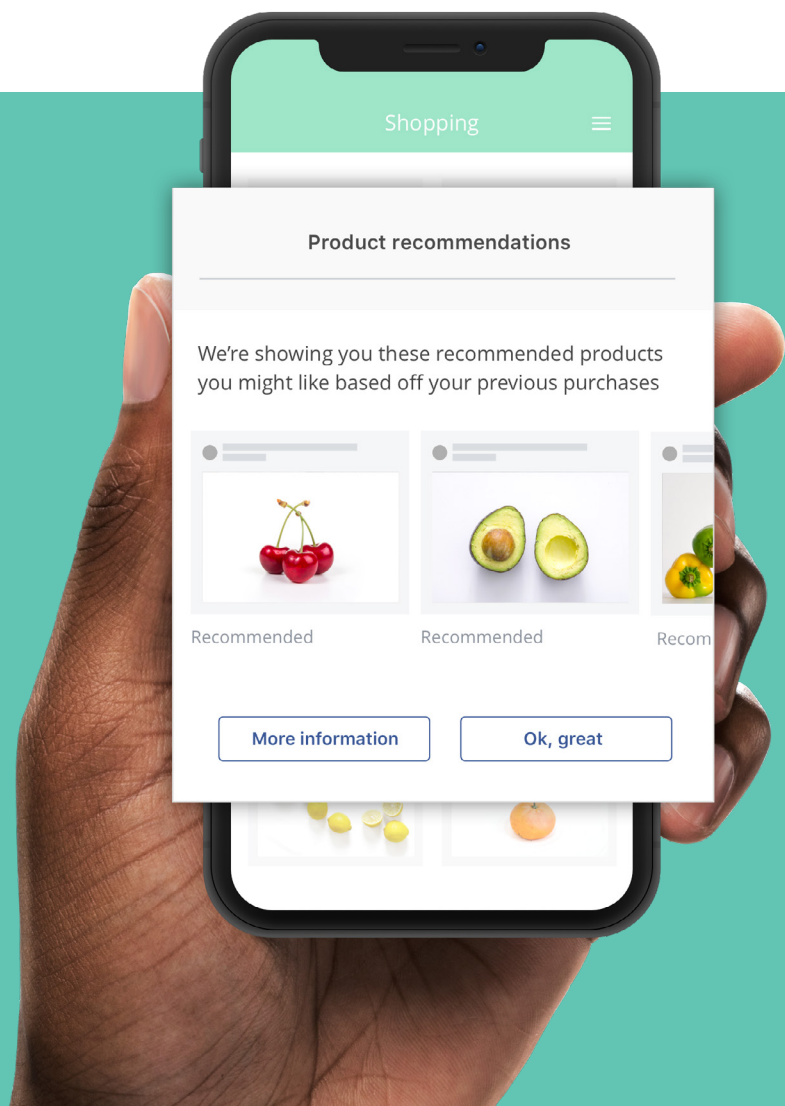 Shopping
Product recommendations
We’re showing you these recommended products
you might like based off your previous purchases
Recommended
Recommended
Recom
More information
Ok, great